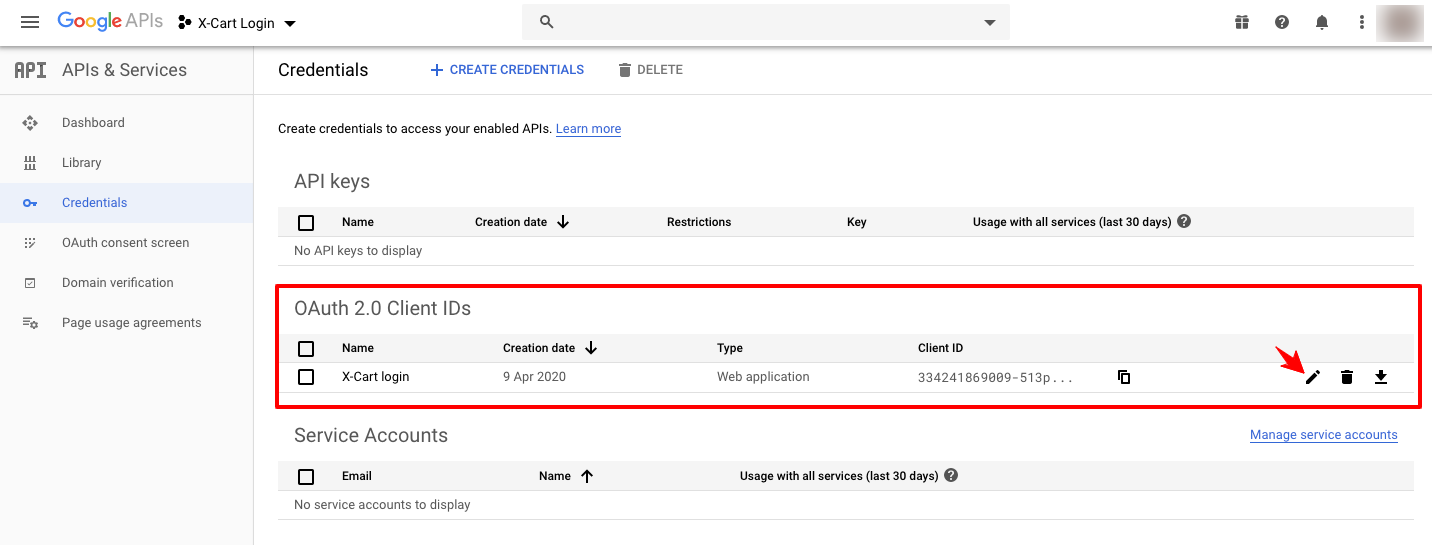 Google APIs X-Cart Login
API APIs & Services Credentials CREATE CREDENTIALS DELETE
Dashboard
Library
Credentials
OAuth consent screen
Domain verification
Page usage agreements
Create credentials to access your enabled APIs. Learn more
API keys
Name Creation date Restrictions Key Usage with all services (last 30 days)
No API keys to display
OAuth 2.0 Client IDs
Name Creation date Type Client ID
X-Cart login 9 Apr 2020 Web application 334241869009-513p...
Service Accounts Manage service accounts
Email Name Usage with all services (last 30 days)
No service accounts to display